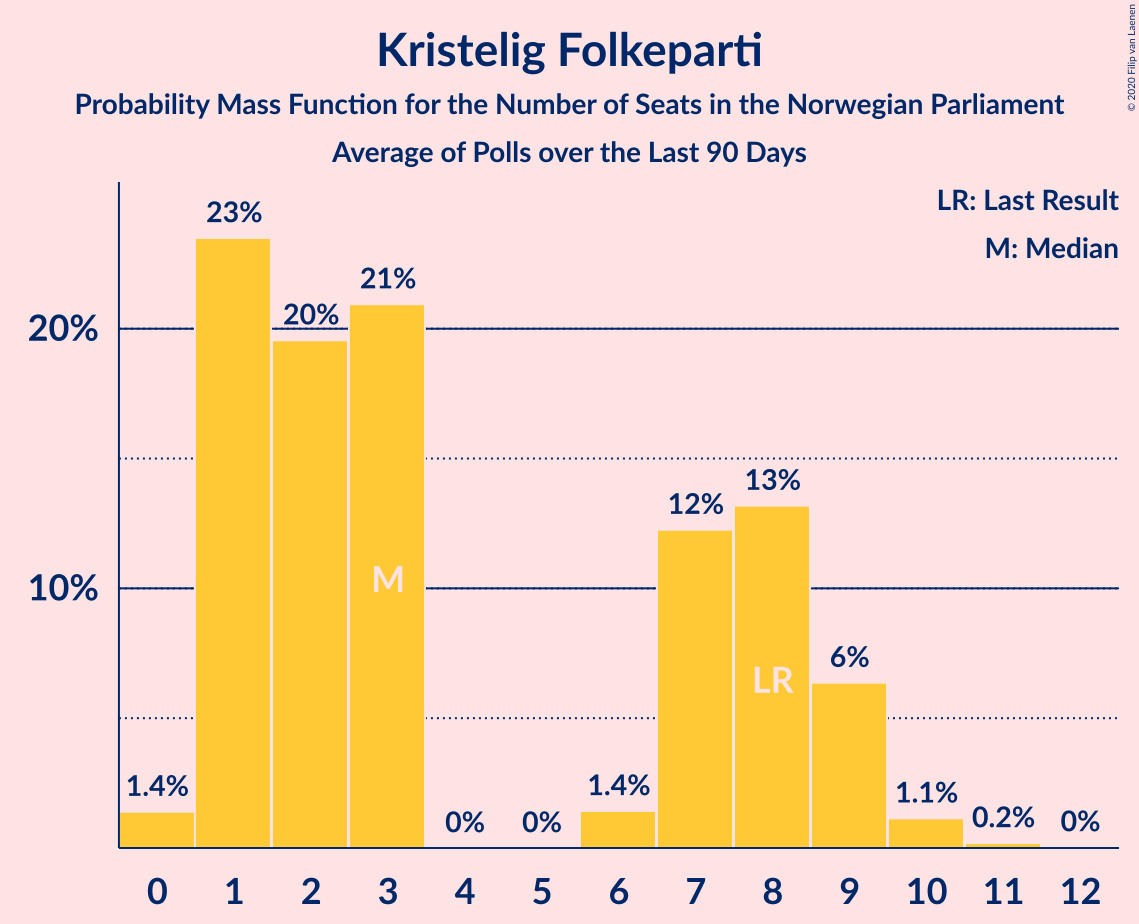 Kristelig Folkeparti
Probability Mass Function for the Number of Seats in the Norwegian Parliament
Average of Polls over the Last 90 Days
© 2020 Filip van Laenen
LR: Last Result
M: Median
20%
10%
1.4%
23%
20%
21%
0%
0%
1.4%
12%
13%
6%
1.1%
0.2%
0%
M
LR
0 1 2 3 4 5 6 7 8 9 10 11 12